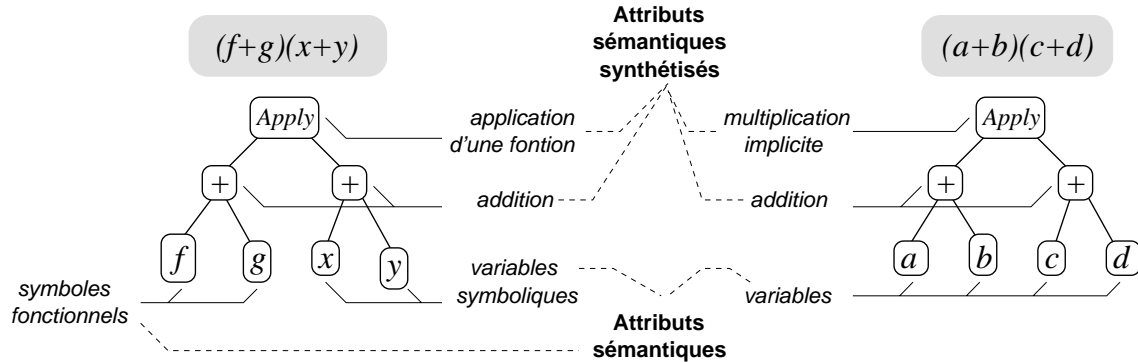 Attributs
sémantiques
synthétisés
(f+g)(x+y)
(a+b)(c+d)
Apply
application
d'une fontion
multiplication
implicite
Apply
+
+
addition
addition
+
+
f
g
x
y
variables
symboliques
variables
a
b
c
d
symboles
fonctionnels
Attributs
sémantiques